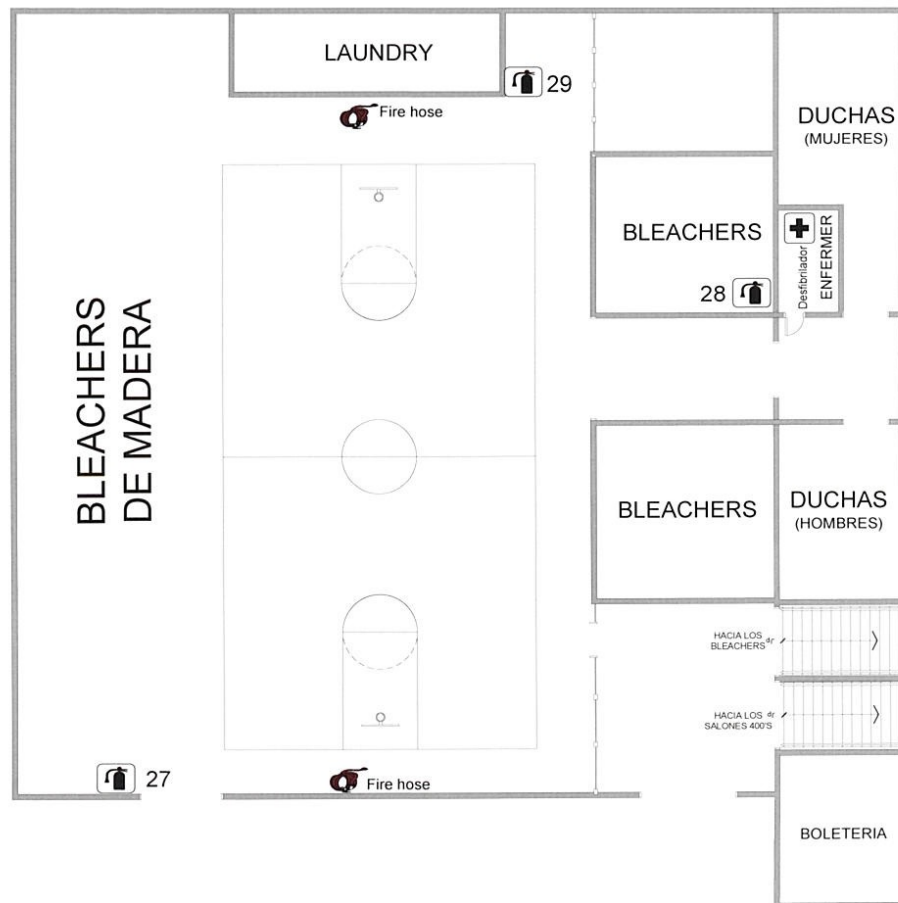 LAUNDRY
29
Fire hose
DUCHAS
(MUJERES)
BLEACHERS
28
Desfibrilador
ENFERMER
BLEACHERS
DE MADERA
BLEACHERS
DUCHAS
(HOMBRES)
HACIA LOS
BLEACHERS
HACIA LOS
SALONES 400'S
27
Fire hose
BOLETERIA